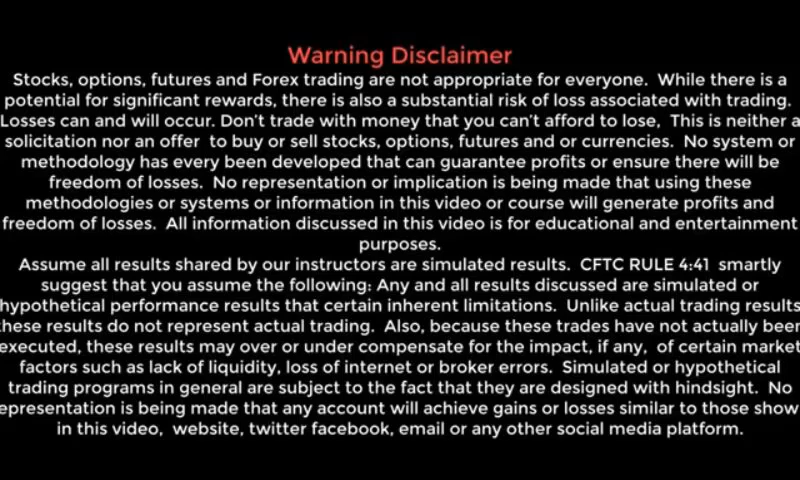 Warning Disclaimer
Stocks, options, futures and Forex trading are not appropriate for everyone. While there is a
potential for significant rewards, there is also a substantial risk of loss associated with trading.
Losses can and will occur. Don't trade with money that you can't afford to lose, This is neither a
solicitation nor an offer to buy or sell stocks, options, futures and or currencies. No system or
methodology has every been developed that can guarantee profits or ensure there will be
freedom of losses. No representation or implication is being made that using these
methodologies or systems or information in this video or course will generate profits and
freedom of losses. All information discussed in this video is for educational and entertainment
purposes.
Assume all results shared by our instructors are simulated results. CFTC RULE 4:41 smartly
suggest that you assume the following: Any and all results discussed are simulated or
hypothetical performance results that certain inherent limitations. Unlike actual trading results
these results do not represent actual trading. Also, because these trades have not actually been
executed, these results may over or under compensate for the impact, if any, of certain market
factors such as lack of liquidity, loss of internet or broker errors. Simulated or hypothetical
trading programs in general are subject to the fact that they are designed with hindsight. No
epresentation is being made that any account will achieve gains or losses similar to those show
in this video, website, twitter facebook, email or any other social media platform.